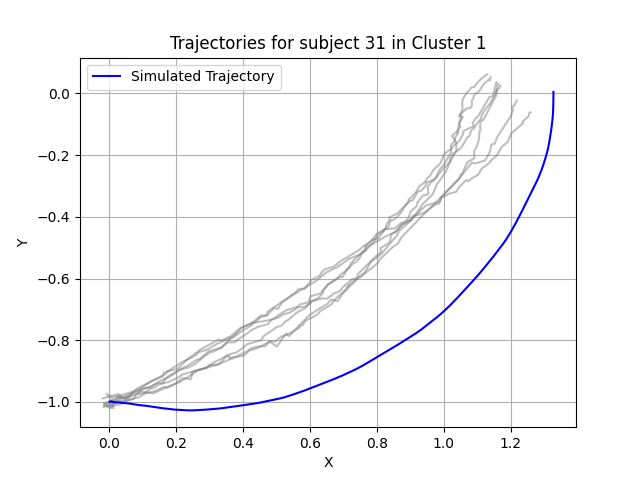 Trajectories for subject 31 in Cluster 1
Simulated Trajectory
Y
0.0
−0.2
−0.4
−0.6
−0.8
−1.0
0.0 0.2 0.4 0.6 0.8 1.0 1.2
X